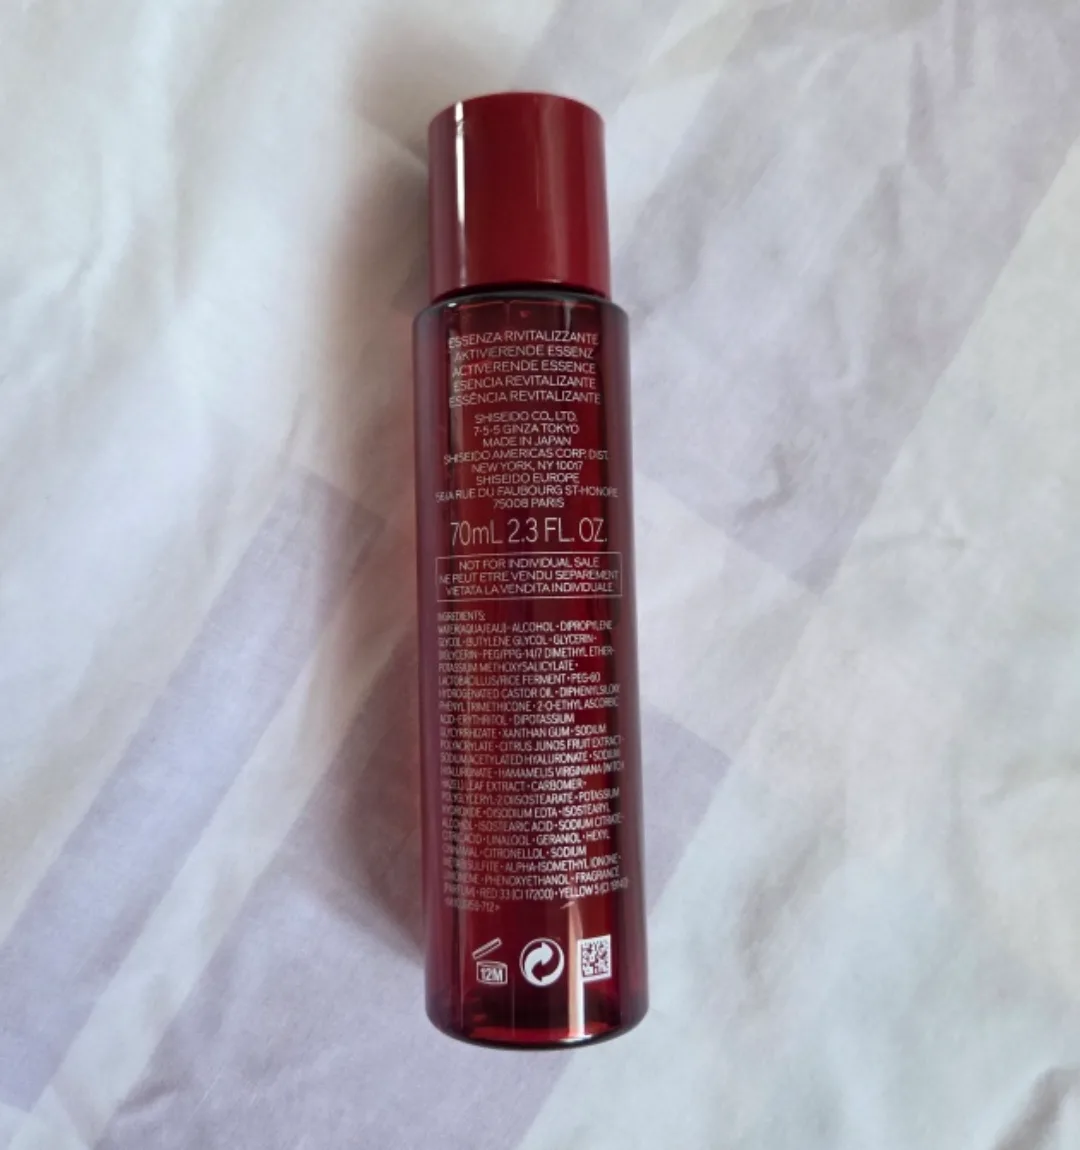 ESSENZA RIVITALIZZANTE
AKTIVIERENDE ESSENZ
ACTIVERENDE ESSENCE
ESENCIA REVITALIZANTE
ESSÊNCIA REVITALIZANTE
SHISEIDO CO., LTD.
7-5-5 GINZA TOKYO
MADE IN JAPAN
SHISEIDO AMERICAS CORP. DIST.
NEW YORK, NY 10017
SHISEIDO EUROPE
RUE DU FAUBOURG ST-HONORÉ
75008 PARIS
70mL 2.3 FL. OZ.
NOT FOR INDIVIDUAL SALE
NE PEUT ETRE VENDU SEPAREMENT
VIETATA LA VENDITA INDIVIDUALE
INGREDIENTS:
WATER(AQUA/EAU)・ALCOHOL・DIPROPYLENE
GLYCOL・BUTYLENE GLYCOL・GLYCERIN・
DIGLYCERIN・PEG/PPG-14/7 DIMETHYL ETHER・
POTASSIUM METHOXYSALICYLATE・
LACTOBACILLUS/RICE FERMENT・PEG-60
HYDROGENATED CASTOR OIL・DIPHENYLSILOXY
PHENYL TRIMETHICONE・2-O-ETHYL ASCORBIC
ACID・ERYTHRITOL・DIPOTASSIUM
GLYCYRRHIZATE・XANTHAN GUM・SODIUM
POLYACRYLATE・CITRUS JUNOS FRUIT EXTRACT・
SODIUM ACETYLATED HYALURONATE・SODIUM
HYALURONATE・HAMAMELIS VIRGINIANA (WITCH
HAZEL) LEAF EXTRACT・CARBOMER・
POLYGLYCERYL-2 DIISOSTEARATE・POTASSIUM
HYDROXIDE・DISODIUM EDTA・ISOSTEARYL
ALCOHOL・ISOSTEARIC ACID・SODIUM CITRATE・
CITRIC ACID・LINALOOL・GERANIOL・HEXYL
CINNAMAL・CITRONELLOL・SODIUM
METABISULFITE・ALPHA-ISOMETHYL IONONE・
LIMONENE・PHENOXYETHANOL・FRAGRANCE
(PARFUM)・RED 33 (CI 17200)・YELLOW 5 (CI 19140)
12M